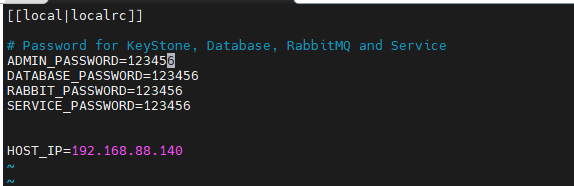 [[local|localrc]]
# Password for KeyStone, Database, RabbitMQ and Service
ADMIN_PASSWORD=123456
DATABASE_PASSWORD=123456
RABBIT_PASSWORD=123456
SERVICE_PASSWORD=123456
HOST_IP=192.168.88.140
~
~